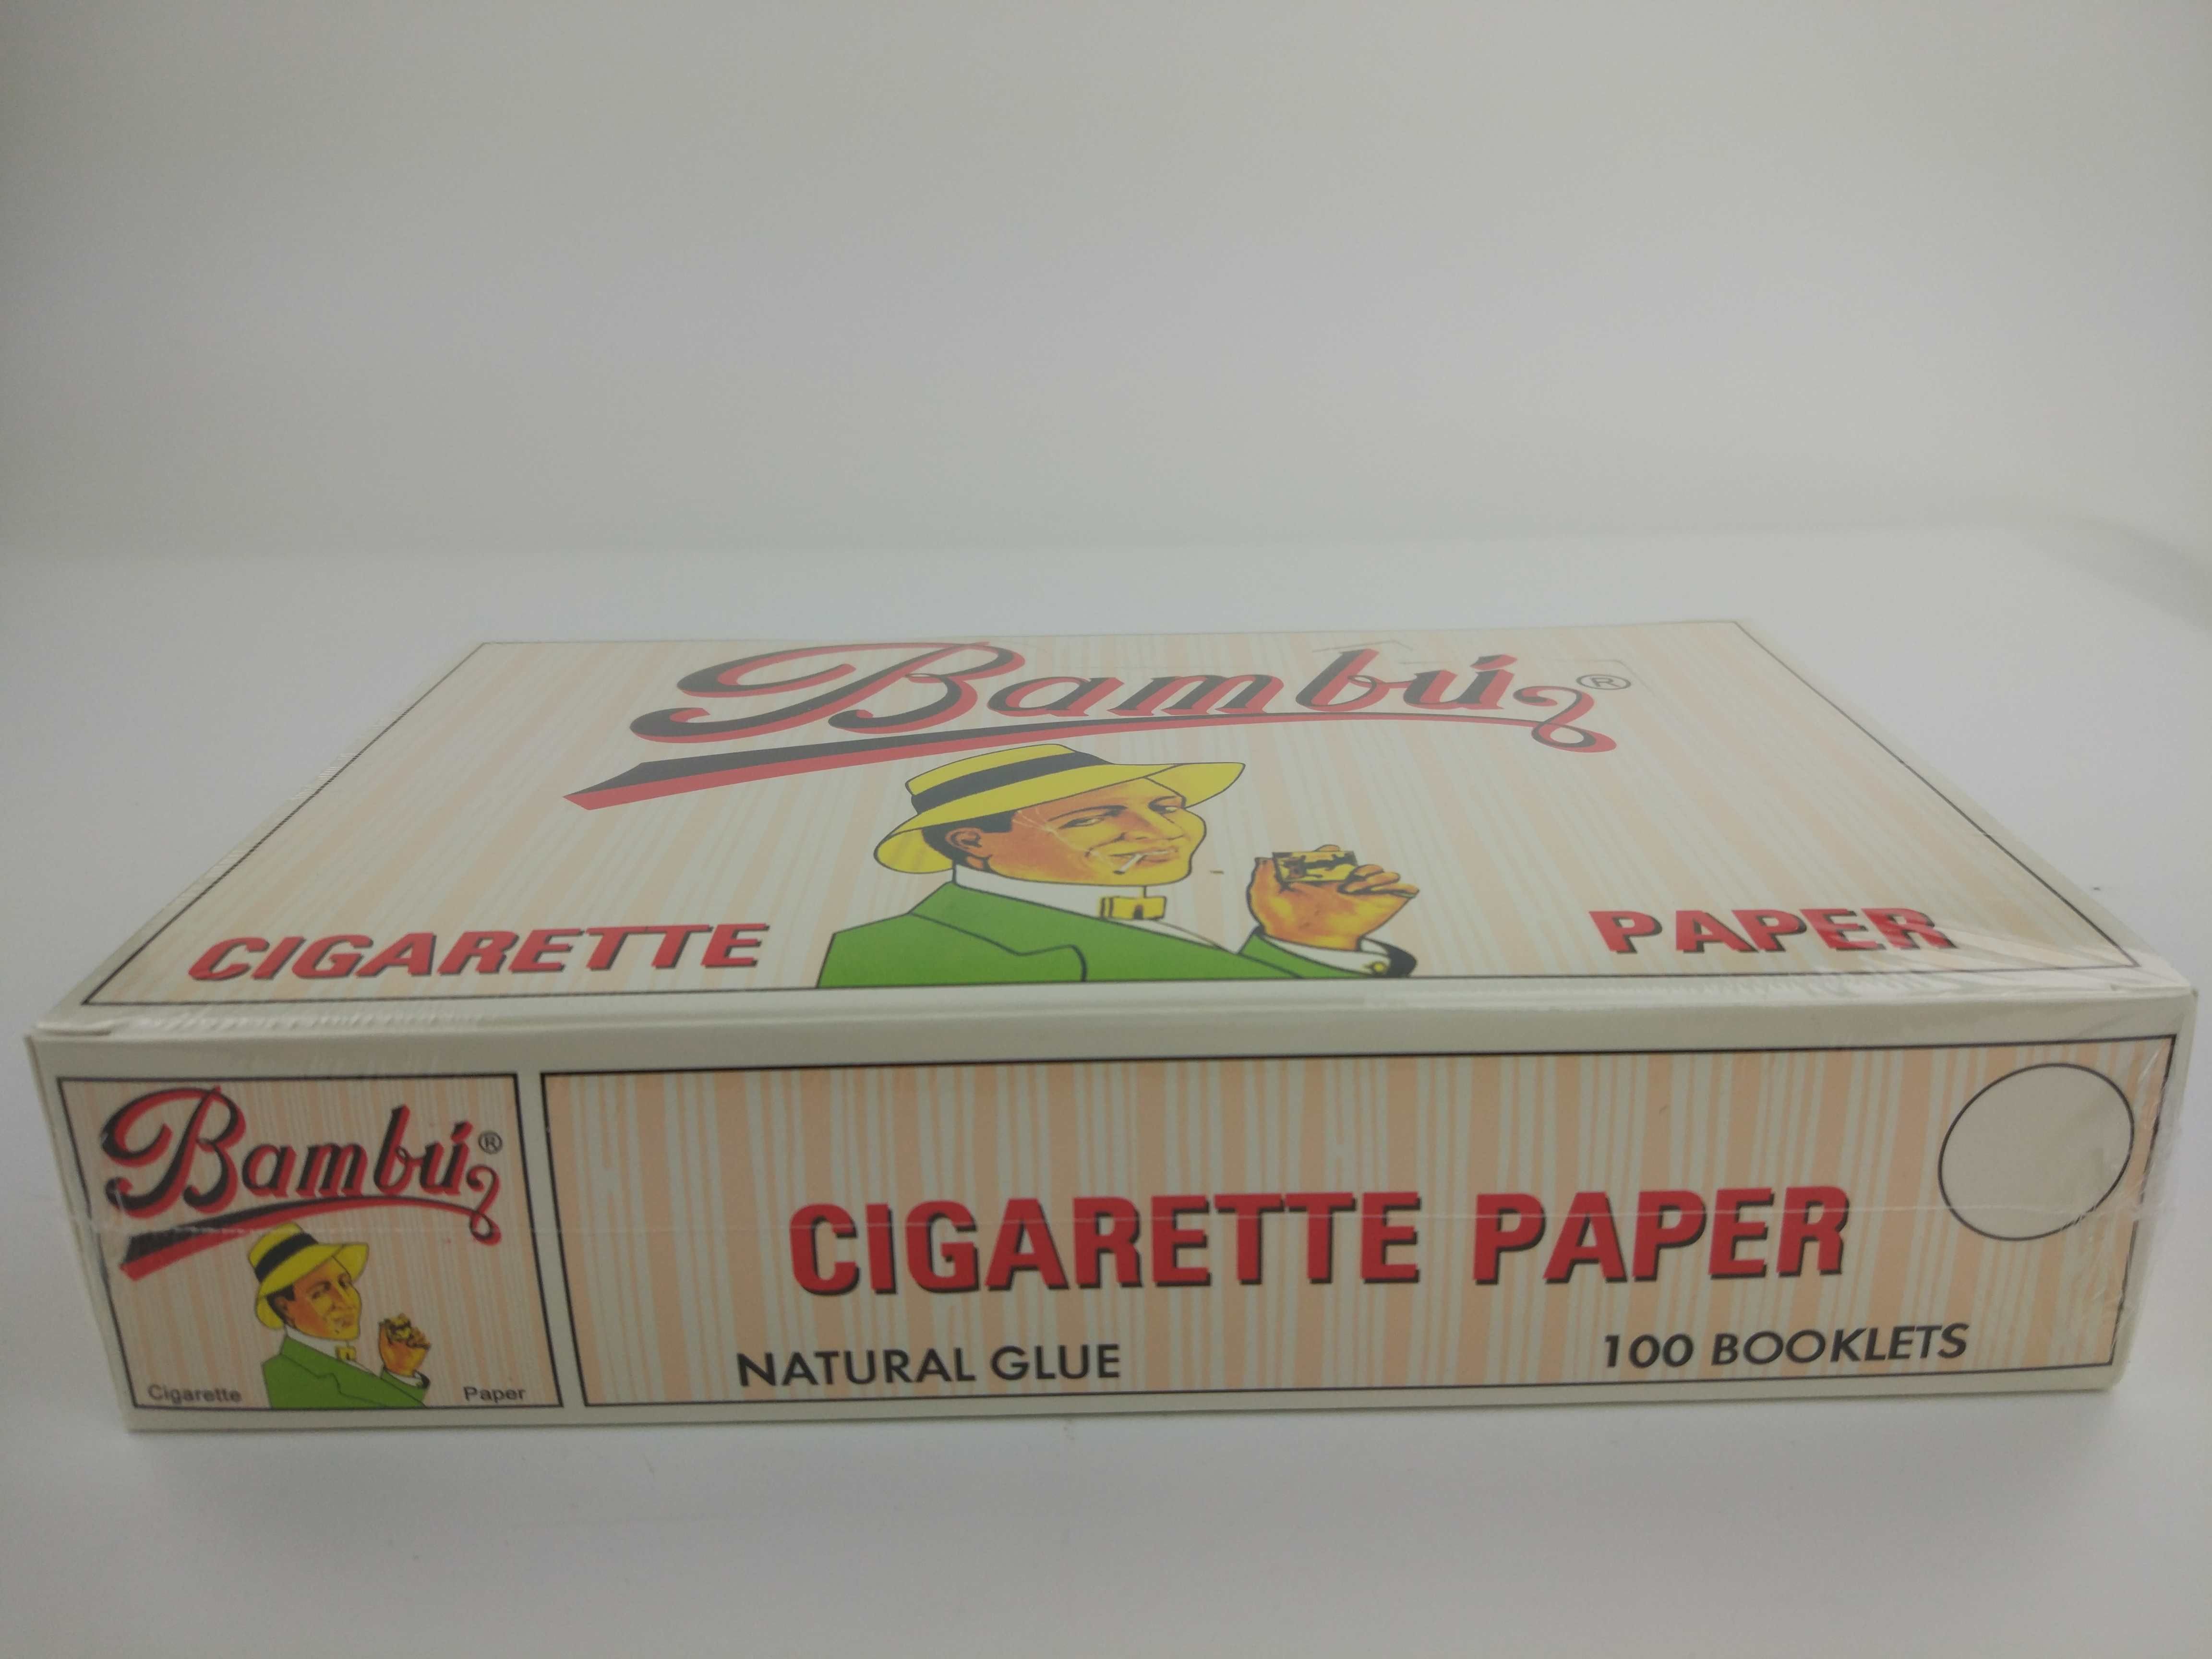 Bambú®
CIGARETTE PAPER
Bambú®
Cigarette Paper
CIGARETTE PAPER
NATURAL GLUE 100 BOOKLETS